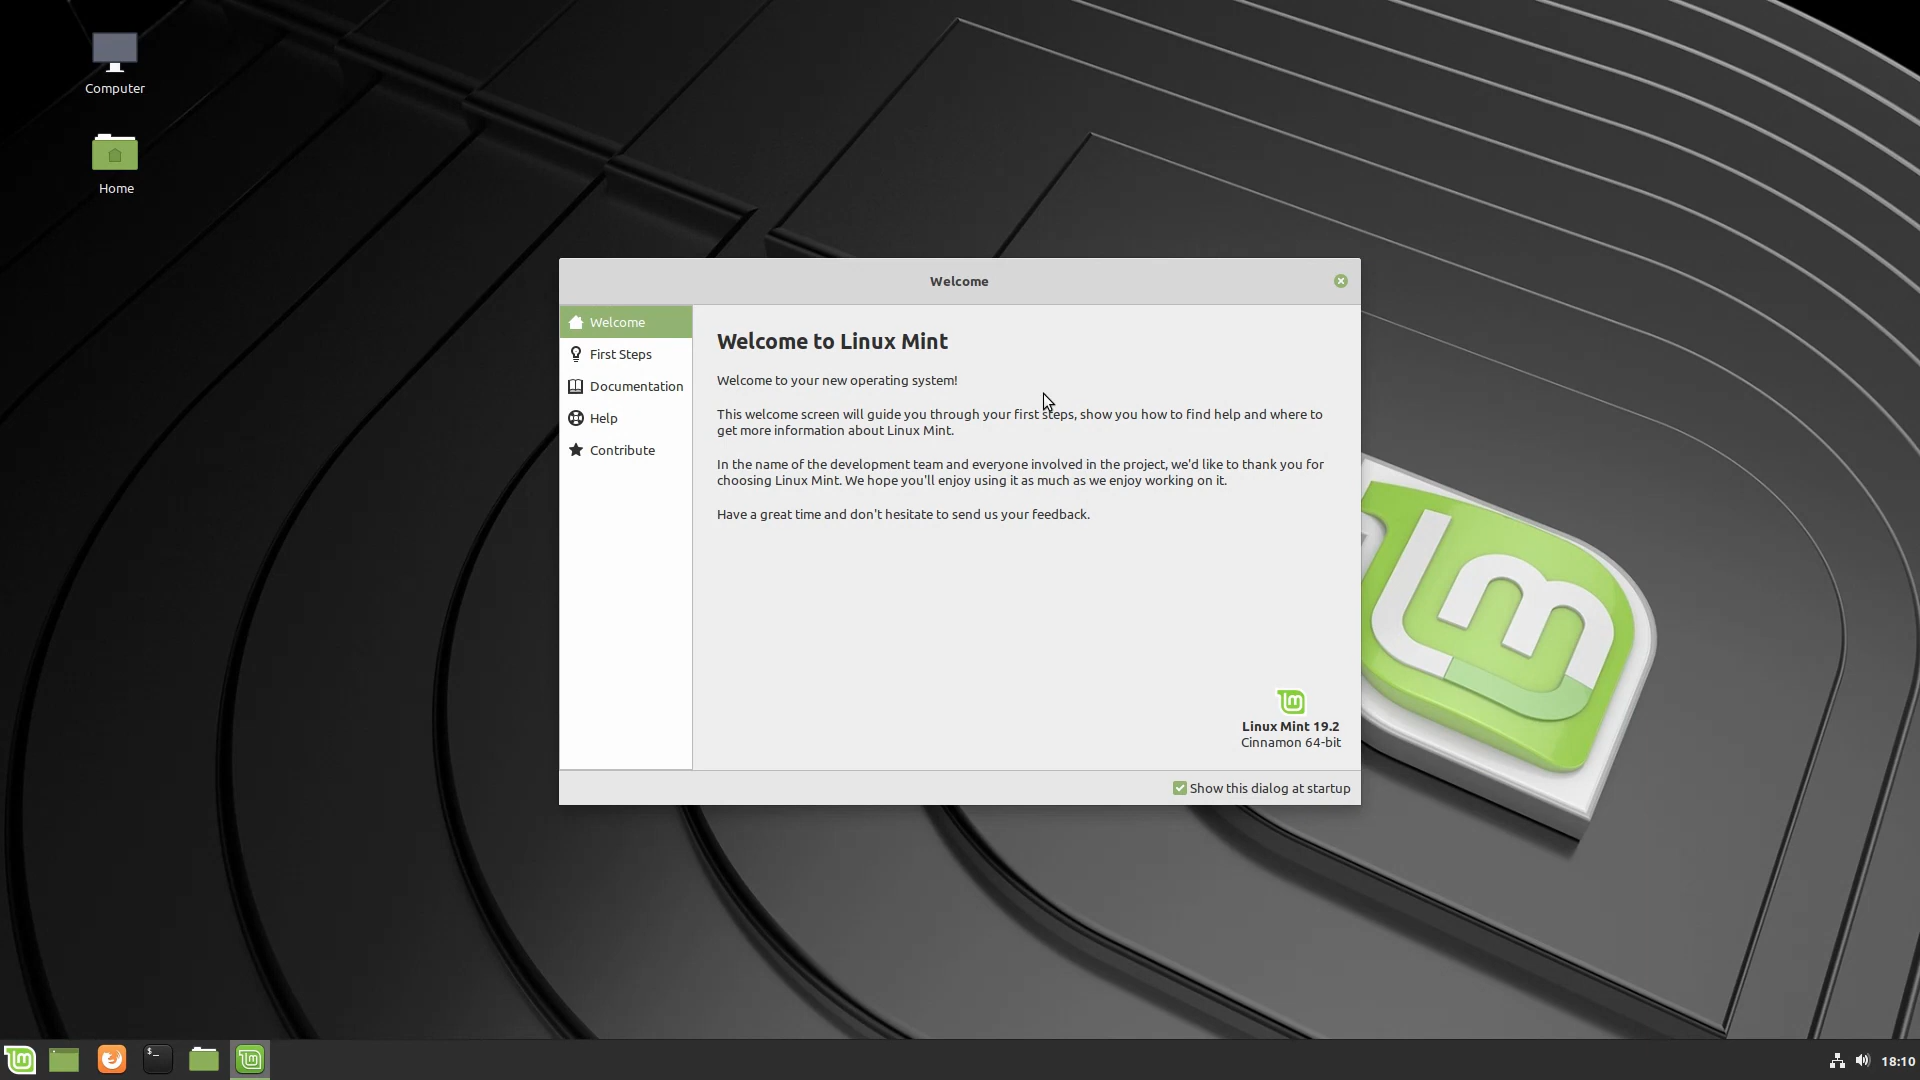 Computer
Home
Welcome
Welcome
First Steps
Documentation
Help
Contribute
Welcome to Linux Mint
Welcome to your new operating system!
This welcome screen will guide you through your first steps, show you how to find help and where to
get more information about Linux Mint.
In the name of the development team and everyone involved in the project, we'd like to thank you for
choosing Linux Mint. We hope you'll enjoy using it as much as we enjoy working on it.
Have a great time and don't hesitate to send us your feedback.
Linux Mint 19.2
Cinnamon 64-bit
Show this dialog at startup
$_
18:10